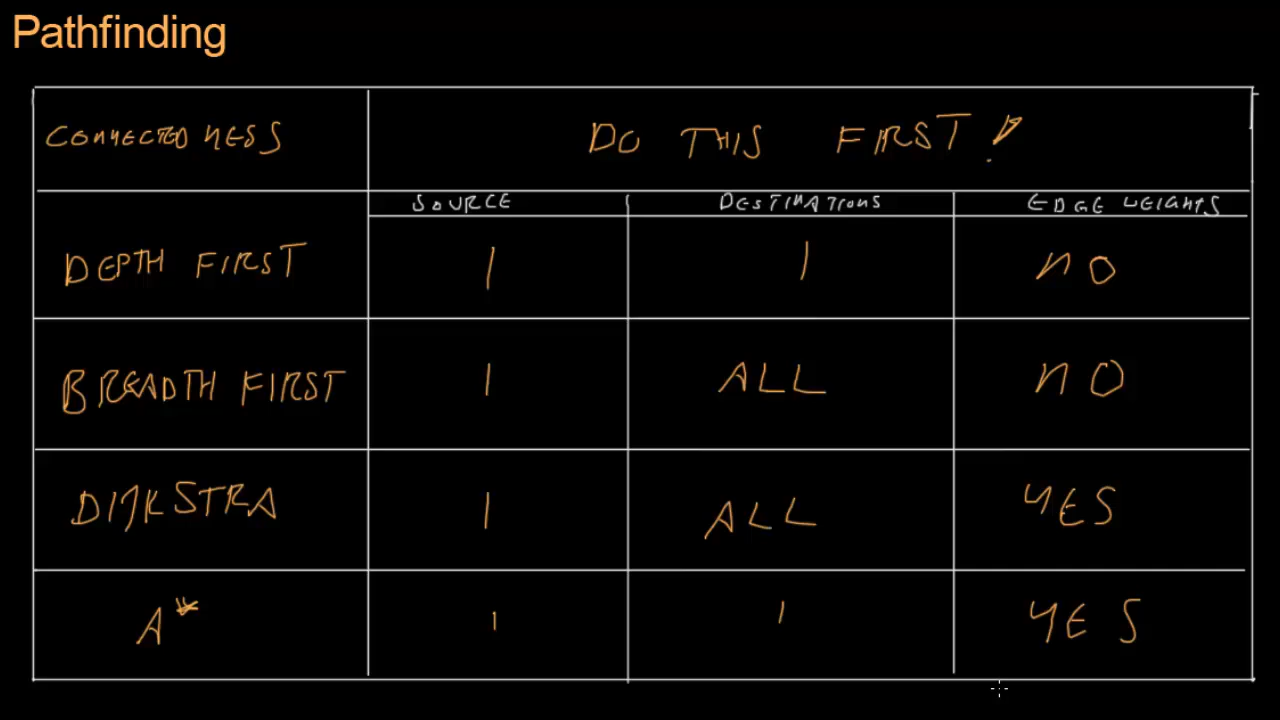 Pathfinding
CONNECTEDNESS DO THIS FIRST!
SOURCE DESTINATIONS EDGE WEIGHTS
DEPTH FIRST 1 1 NO
BREADTH FIRST 1 ALL NO
DIJKSTRA 1 ALL YES
A* 1 1 YES